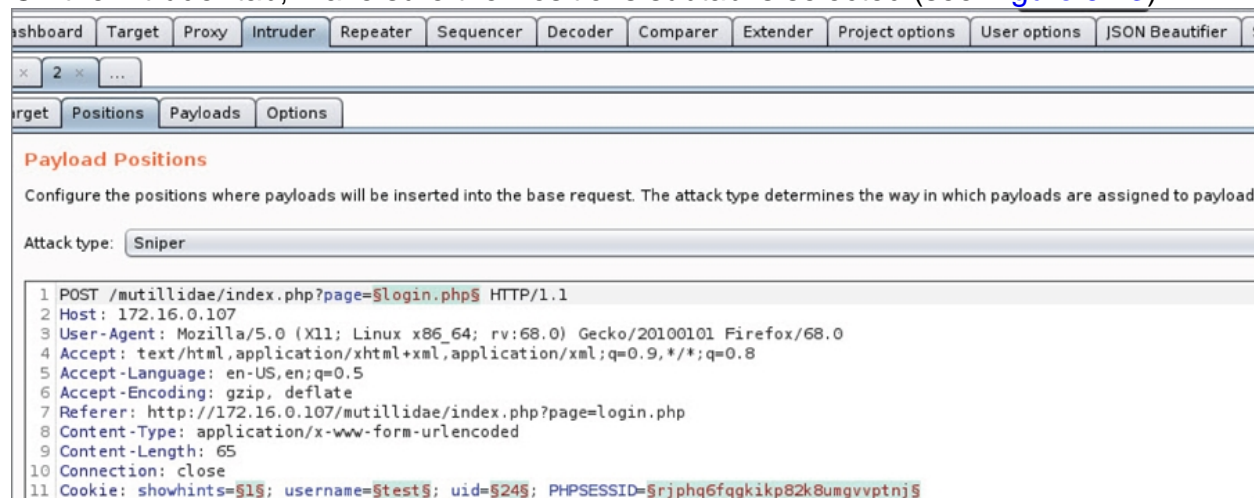 ashboard Target Proxy Intruder Repeater Sequencer Decoder Comparer Extender Project options User options JSON Beautifier
× 2 × ...
arget Positions Payloads Options
Payload Positions
Configure the positions where payloads will be inserted into the base request. The attack type determines the way in which payloads are assigned to payload
Attack type: Sniper
1 POST /mutillidae/index.php?page=§login.php§ HTTP/1.1
2 Host: 172.16.0.107
3 User-Agent: Mozilla/5.0 (X11; Linux x86_64; rv:68.0) Gecko/20100101 Firefox/68.0
4 Accept: text/html,application/xhtml+xml,application/xml;q=0.9,*/*;q=0.8
5 Accept-Language: en-US,en;q=0.5
6 Accept-Encoding: gzip, deflate
7 Referer: http://172.16.0.107/mutillidae/index.php?page=login.php
8 Content-Type: application/x-www-form-urlencoded
9 Content-Length: 65
10 Connection: close
11 Cookie: showhints=§1§; username=§test§; uid=§24§; PHPSESSID=§rjphq6fqgkikp82k8umgvvptnj§